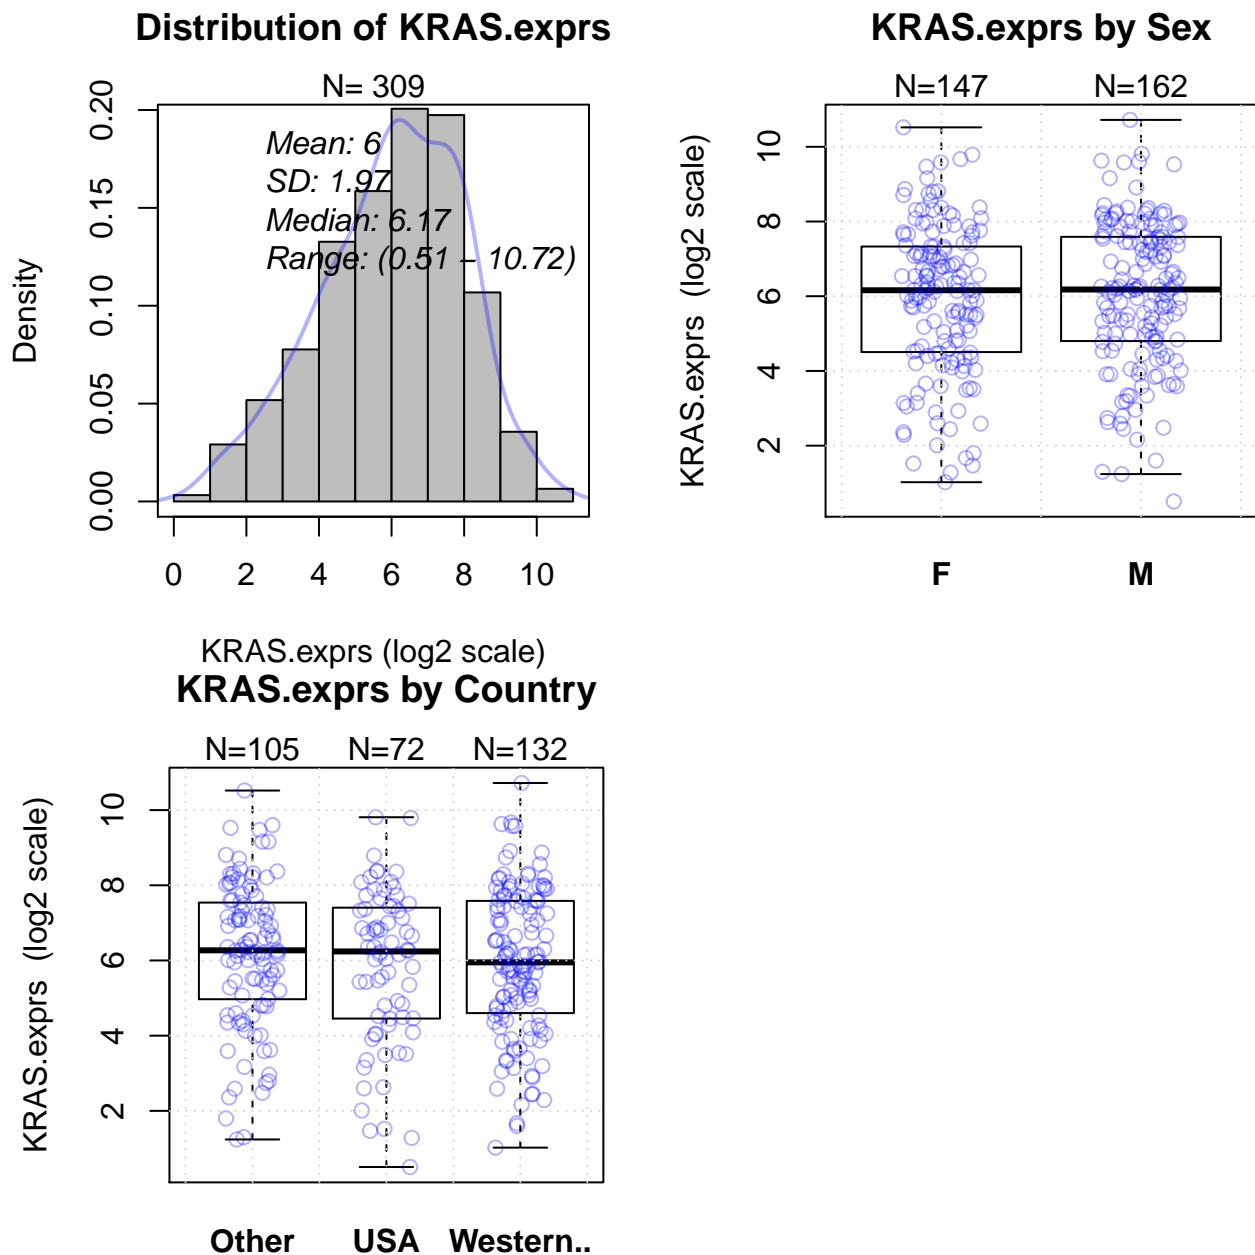 Distribution of KRAS.exprs
N= 309
Mean: 6
SD: 1.97
Median: 6.17
Range: (0.51 – 10.72)
Density
0.00 0.05 0.10 0.15 0.20
0 2 4 6 8 10
KRAS.exprs (log2 scale)
KRAS.exprs by Sex
N=147 N=162
KRAS.exprs (log2 scale)
2 4 6 8 10
F M
KRAS.exprs by Country
N=105 N=72 N=132
KRAS.exprs (log2 scale)
2 4 6 8 10
Other USA Western..